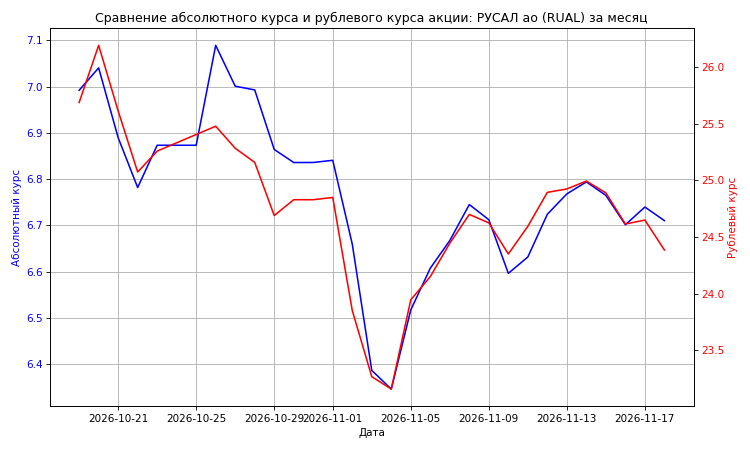 Сравнение абсолютного курса и рублевого курса акции: РУСАЛ ао (RUAL) за месяц
Абсолютный курс
7.1
7.0
6.9
6.8
6.7
6.6
6.5
6.4
26.0
25.5
25.0
24.5
24.0
23.5
Рублевый курс
2026-10-21 2026-10-25 2026-10-29 2026-11-01 2026-11-05 2026-11-09 2026-11-13 2026-11-17
Дата